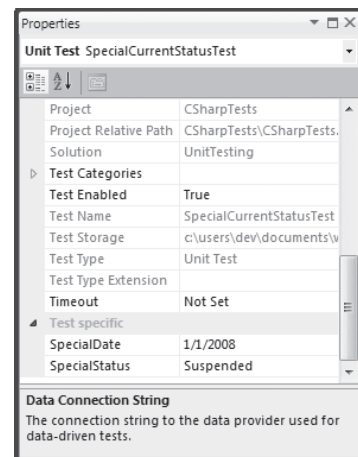 Properties
Unit Test SpecialCurrentStatusTest
Project CSharpTests
Project Relative Path CSharpTests\CSharpTests.
Solution UnitTesting
Test Categories
Test Enabled True
Test Name SpecialCurrentStatusTest
Test Storage c:\users\dev\documents\v
Test Type Unit Test
Test Type Extension
Timeout Not Set
Test specific
SpecialDate 1/1/2008
SpecialStatus Suspended
Data Connection String
The connection string to the data provider used for
data-driven tests.